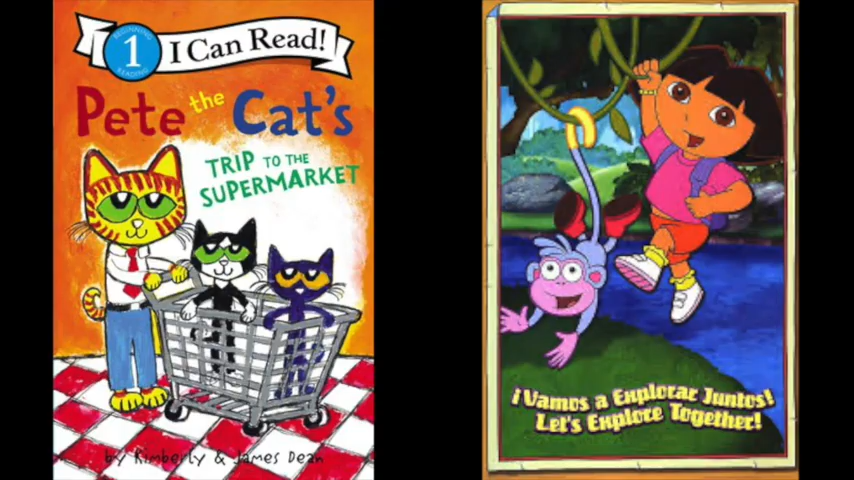 BEGINNING
1
READING
I Can Read!
Pete the Cat's
TRIP TO THE
SUPERMARKET
by Kimberly & James Dean
¡Vamos a Explorar Juntos!
Let's Explore Together!